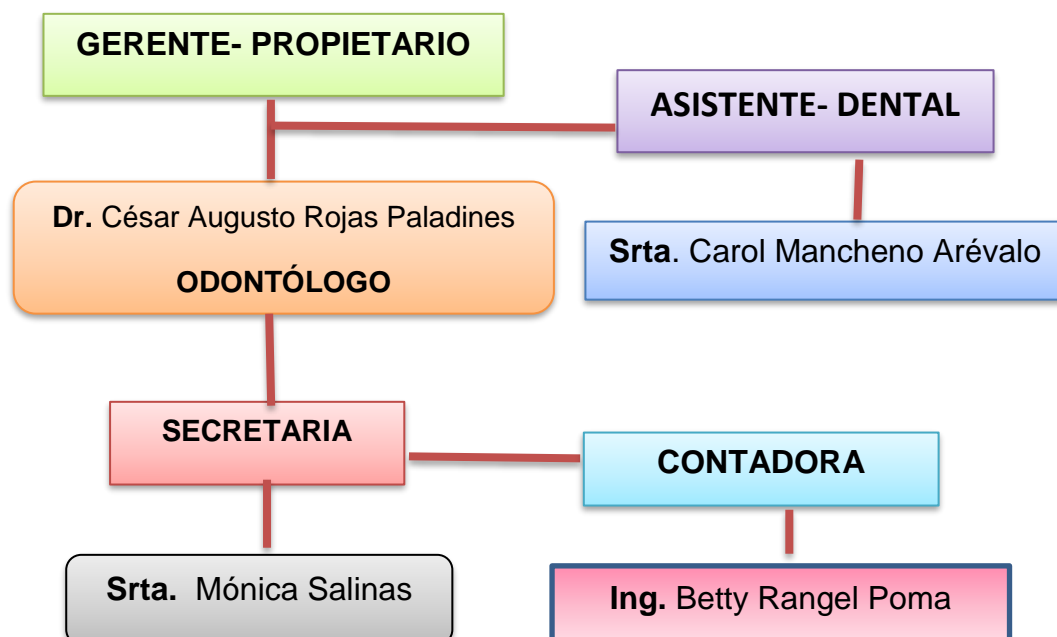 GERENTE- PROPIETARIO
ASISTENTE- DENTAL
Dr. César Augusto Rojas Paladines
ODONTÓLOGO
Srta. Carol Mancheno Arévalo
SECRETARIA
CONTADORA
Srta. Mónica Salinas
Ing. Betty Rangel Poma